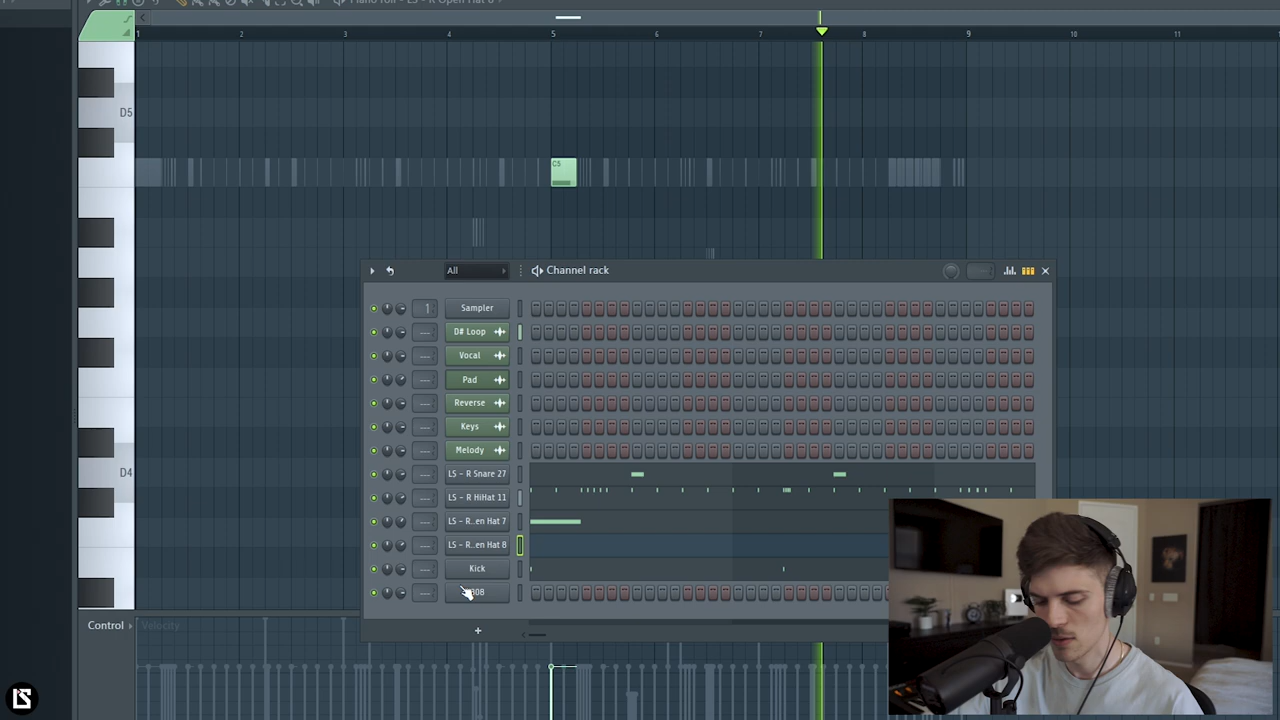 Piano roll - LS - R Open Hat 8
1 2 3 4 5 6 7 8 9 10 11
D5
C5
D4
All
Channel rack
1 Sampler
D# Loop
Vocal
Pad
Reverse
Keys
Melody
LS - R Snare 27
LS - R HiHat 11
LS - R..en Hat 7
LS - R..en Hat 8
Kick
808
+
Control
Velocity
LS